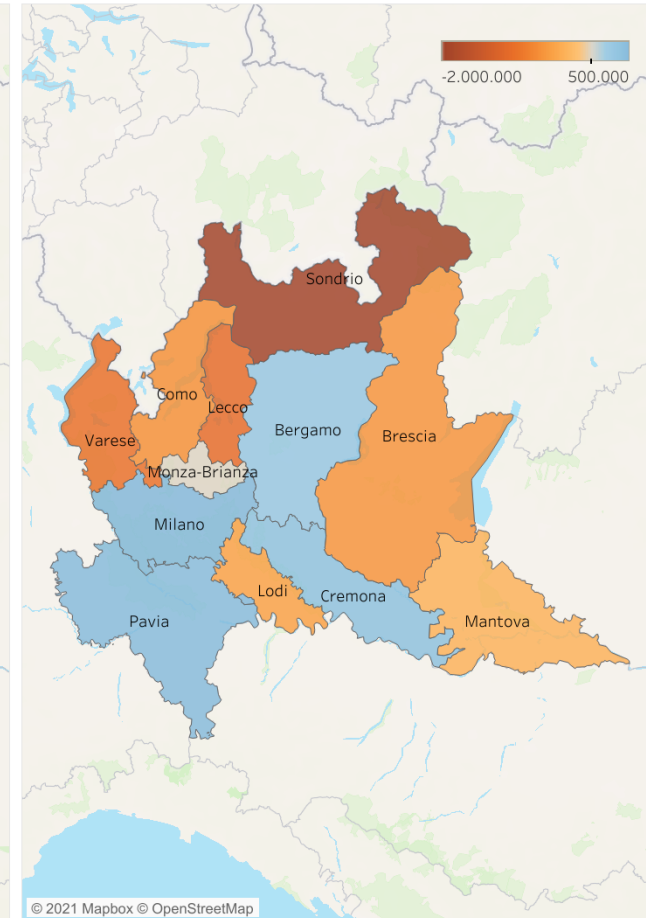 -2.000.000 500.000
Sondrio
Como
Lecco
Varese
Bergamo
Brescia
Monza-Brianza
Milano
Lodi
Cremona
Pavia
Mantova
© 2021 Mapbox © OpenStreetMap